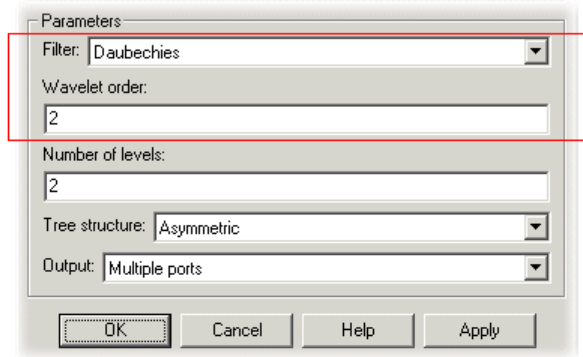 Parameters
Filter: Daubechies
Wavelet order:
2
Number of levels:
2
Tree structure: Asymmetric
Output: Multiple ports
OK Cancel Help Apply